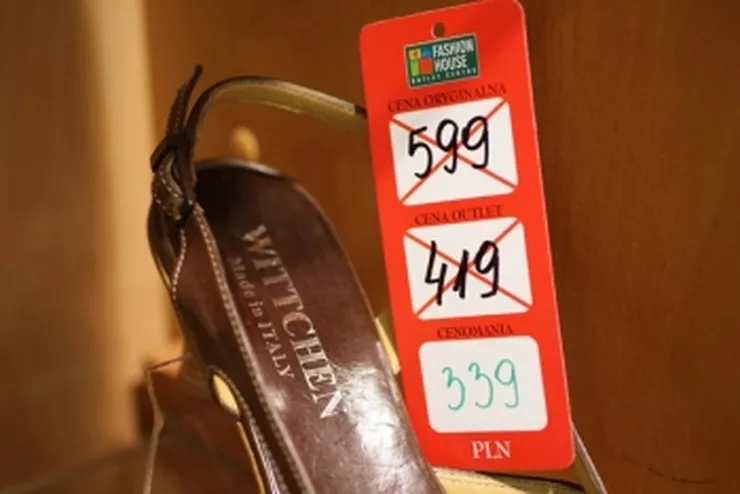 FASHION
HOUSE
OUTLET CENTRE
CENA ORYGINALNA
599
CENA OUTLET
419
CENOMANIA
339
PLN
WITTCHEN
Made in ITALY